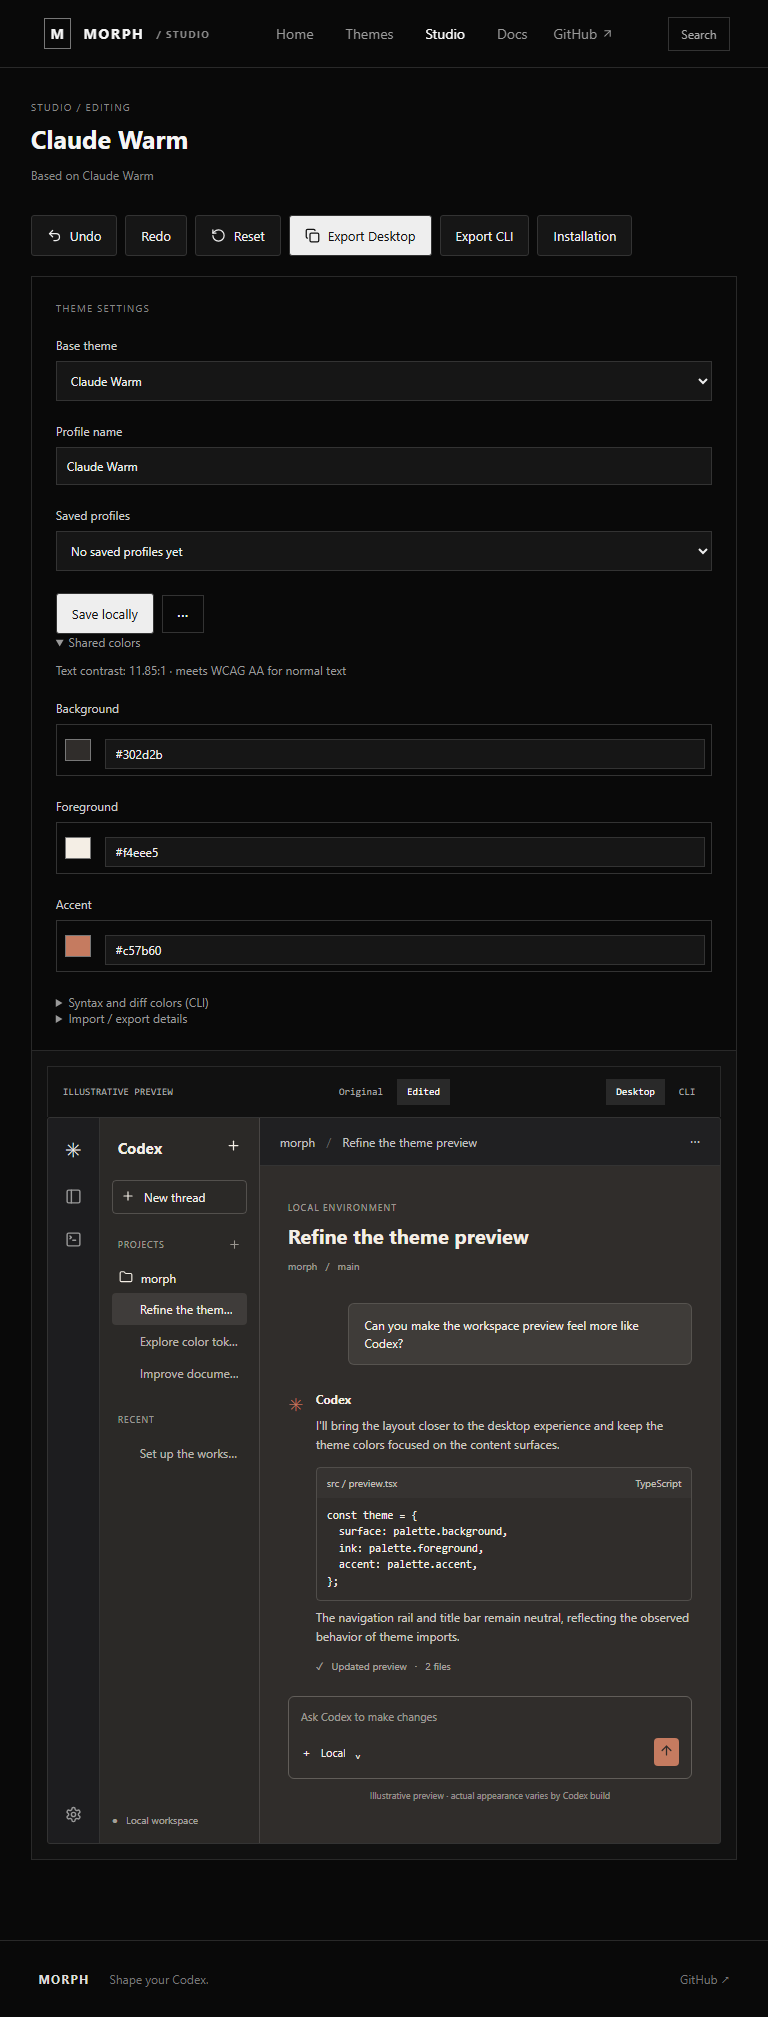 M MORPH / STUDIO Home Themes Studio Docs GitHub ↗ Search
STUDIO / EDITING
Claude Warm
Based on Claude Warm
Undo Redo Reset Export Desktop Export CLI Installation
THEME SETTINGS
Base theme
Claude Warm
Profile name
Claude Warm
Saved profiles
No saved profiles yet
Save locally ...
▼ Shared colors
Text contrast: 11.85:1 · meets WCAG AA for normal text
Background
#302d2b
Foreground
#f4eee5
Accent
#c57b60
▶ Syntax and diff colors (CLI)
▶ Import / export details
ILLUSTRATIVE PREVIEW Original Edited Desktop CLI
Codex +
morph / Refine the theme preview ...
+ New thread
PROJECTS +
morph
Refine the them...
Explore color tok...
Improve docume...
RECENT
Set up the works...
Local workspace
LOCAL ENVIRONMENT
Refine the theme preview
morph / main
Can you make the workspace preview feel more like
Codex?
Codex
I'll bring the layout closer to the desktop experience and keep the
theme colors focused on the content surfaces.
src / preview.tsx TypeScript
const theme = {
surface: palette.background,
ink: palette.foreground,
accent: palette.accent,
};
The navigation rail and title bar remain neutral, reflecting the observed
behavior of theme imports.
✓ Updated preview · 2 files
Ask Codex to make changes
+ Local ⌄
Illustrative preview · actual appearance varies by Codex build
MORPH Shape your Codex. GitHub ↗